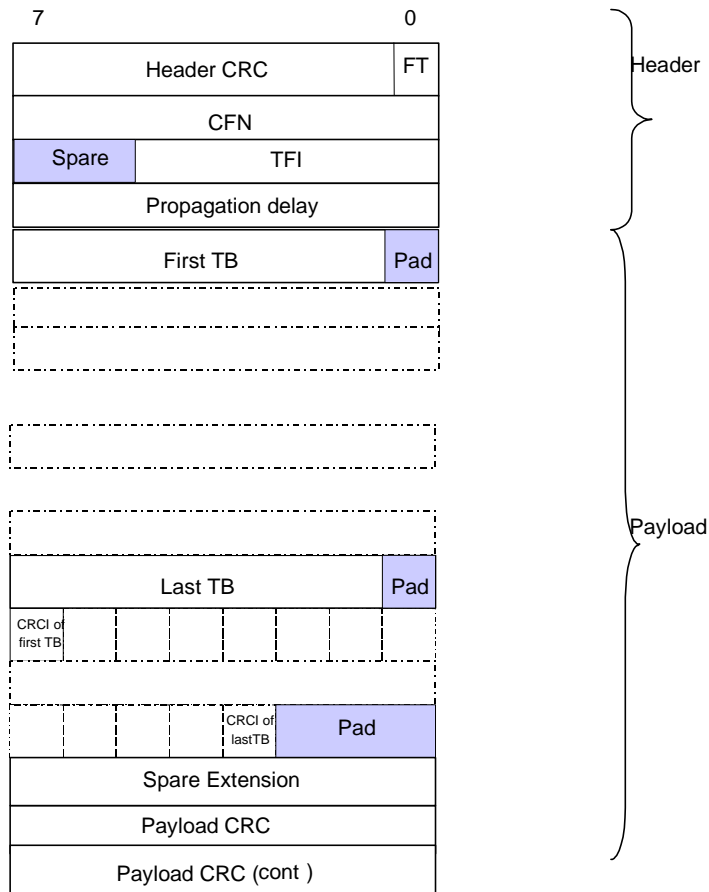 7 0
Header CRC FT
Header
CFN
Spare TFI
Propagation delay
First TB Pad
Payload
Last TB Pad
CRCI of
first TB
CRCI of
lastTB
Pad
Spare Extension
Payload CRC
Payload CRC (cont )